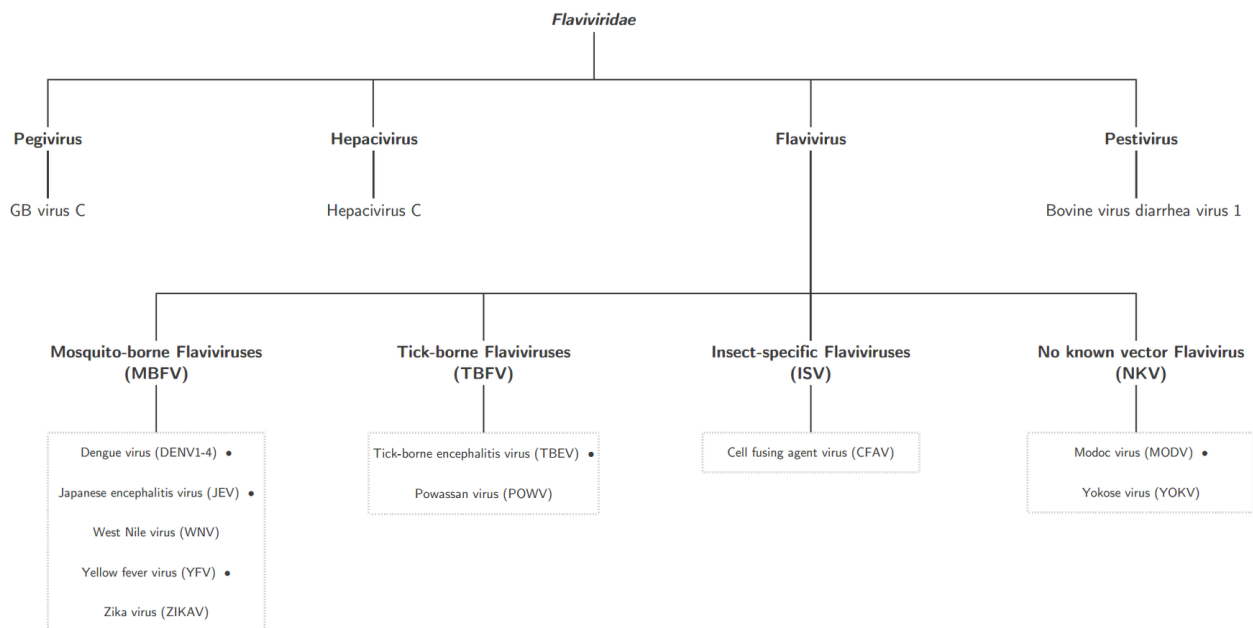 Flaviviridae
Pegivirus
Hepacivirus
Flavivirus
Pestivirus
GB virus C
Hepacivirus C
Bovine virus diarrhea virus 1
Mosquito-borne Flaviviruses
(MBFV)
Tick-borne Flaviviruses
(TBFV)
Insect-specific Flaviviruses
(ISV)
No known vector Flavivirus
(NKV)
Dengue virus (DENV1-4) •
Japanese encephalitis virus (JEV) •
West Nile virus (WNV)
Yellow fever virus (YFV) •
Zika virus (ZIKAV)
Tick-borne encephalitis virus (TBEV) •
Powassan virus (POWV)
Cell fusing agent virus (CFAV)
Modoc virus (MODV) •
Yokose virus (YOKV)